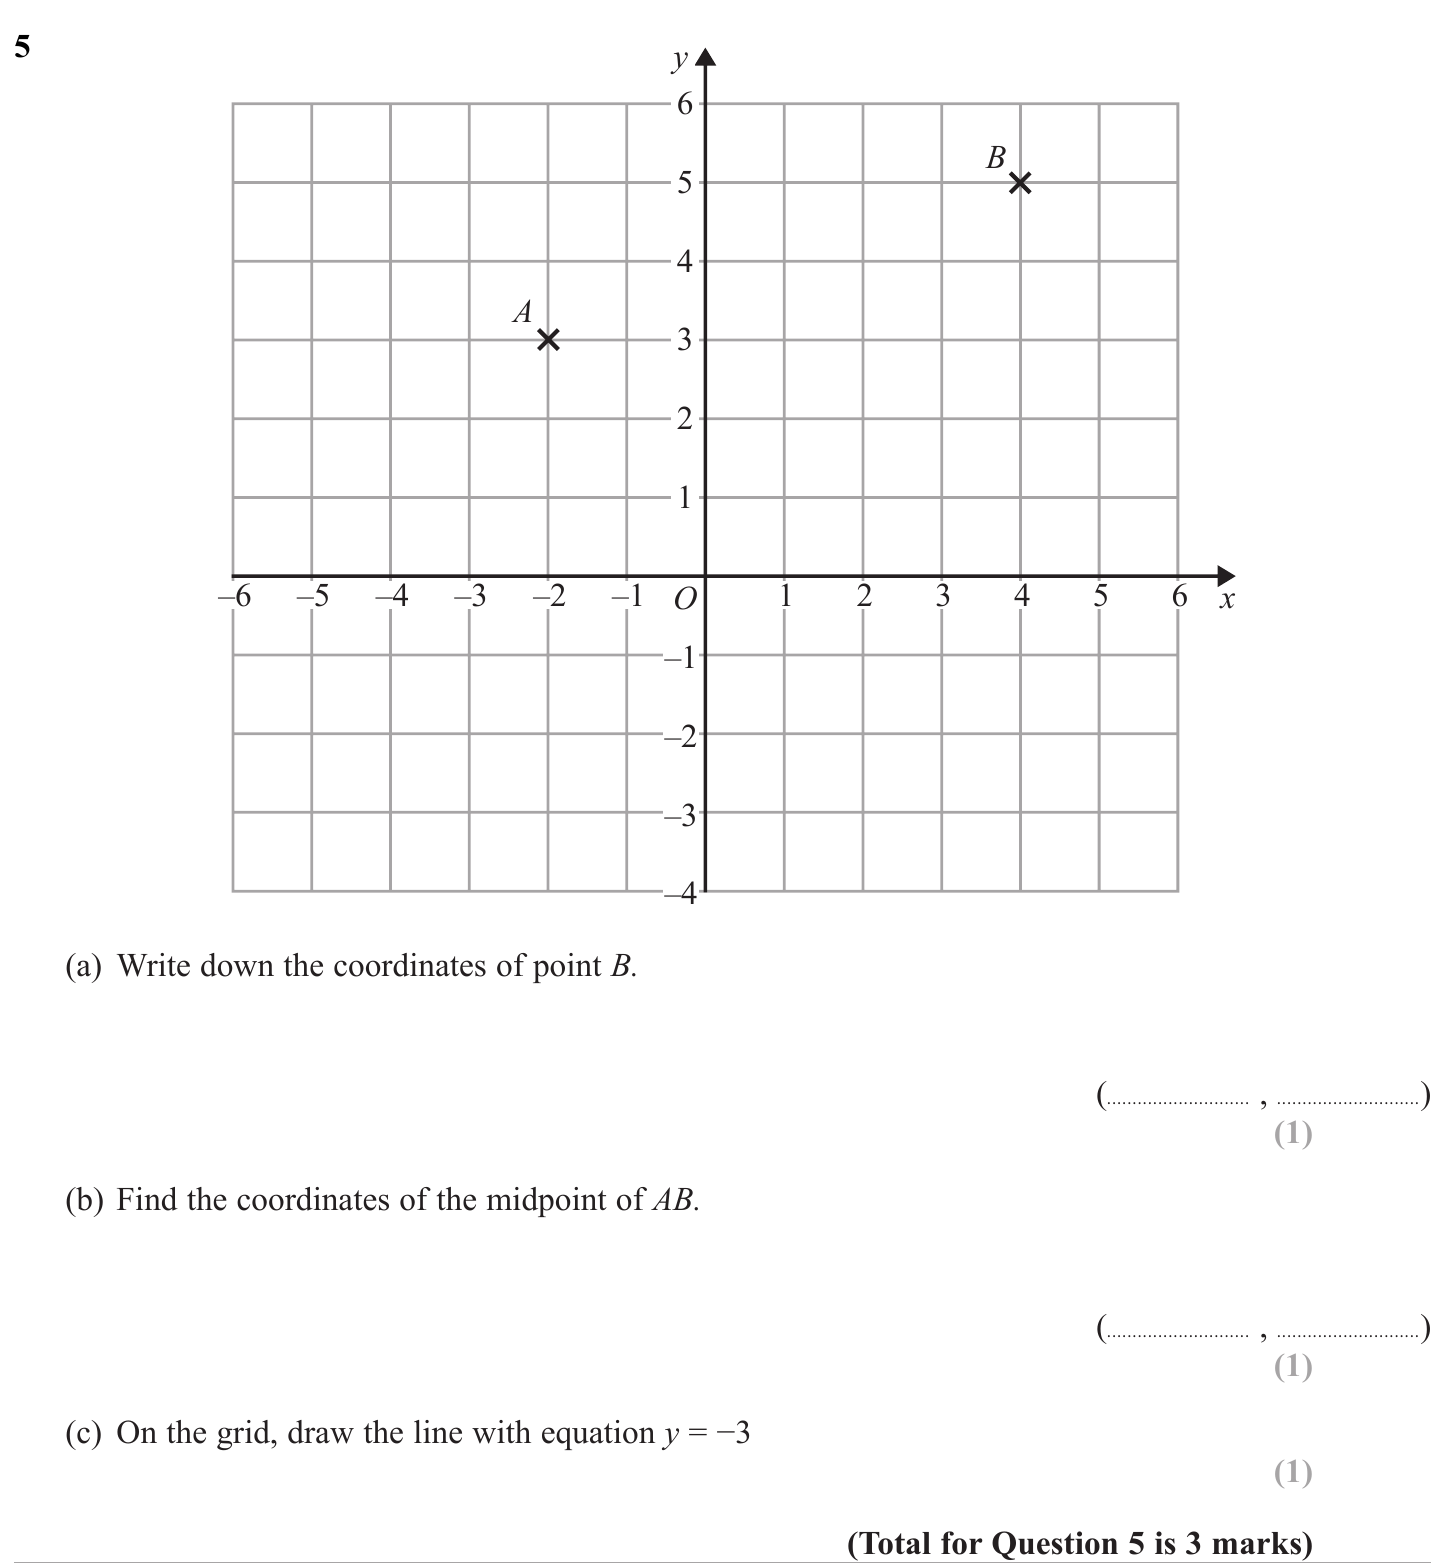 5
y
6
B
5
4
A
3
2
1
–6 –5 –4 –3 –2 –1 O 1 2 3 4 5 6 x
–1
–2
–3
–4
(a) Write down the coordinates of point B.
(............................ , ............................)
(1)
(b) Find the coordinates of the midpoint of AB.
(............................ , ............................)
(1)
(c) On the grid, draw the line with equation y = −3
(1)
(Total for Question 5 is 3 marks)